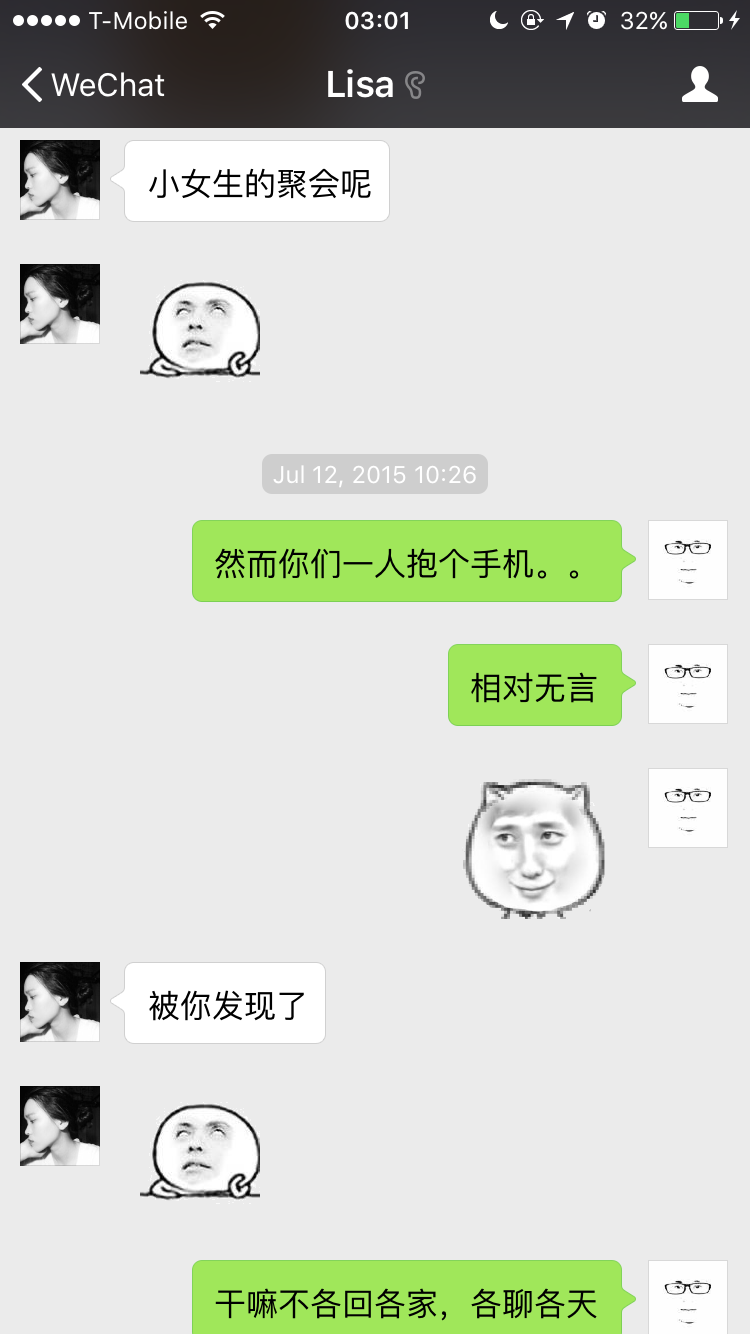 T-Mobile 03:01 32%
WeChat Lisa
小女生的聚会呢
Jul 12, 2015 10:26
然而你们一人抱个手机。。
相对无言
被你发现了
干嘛不各回各家，各聊各天